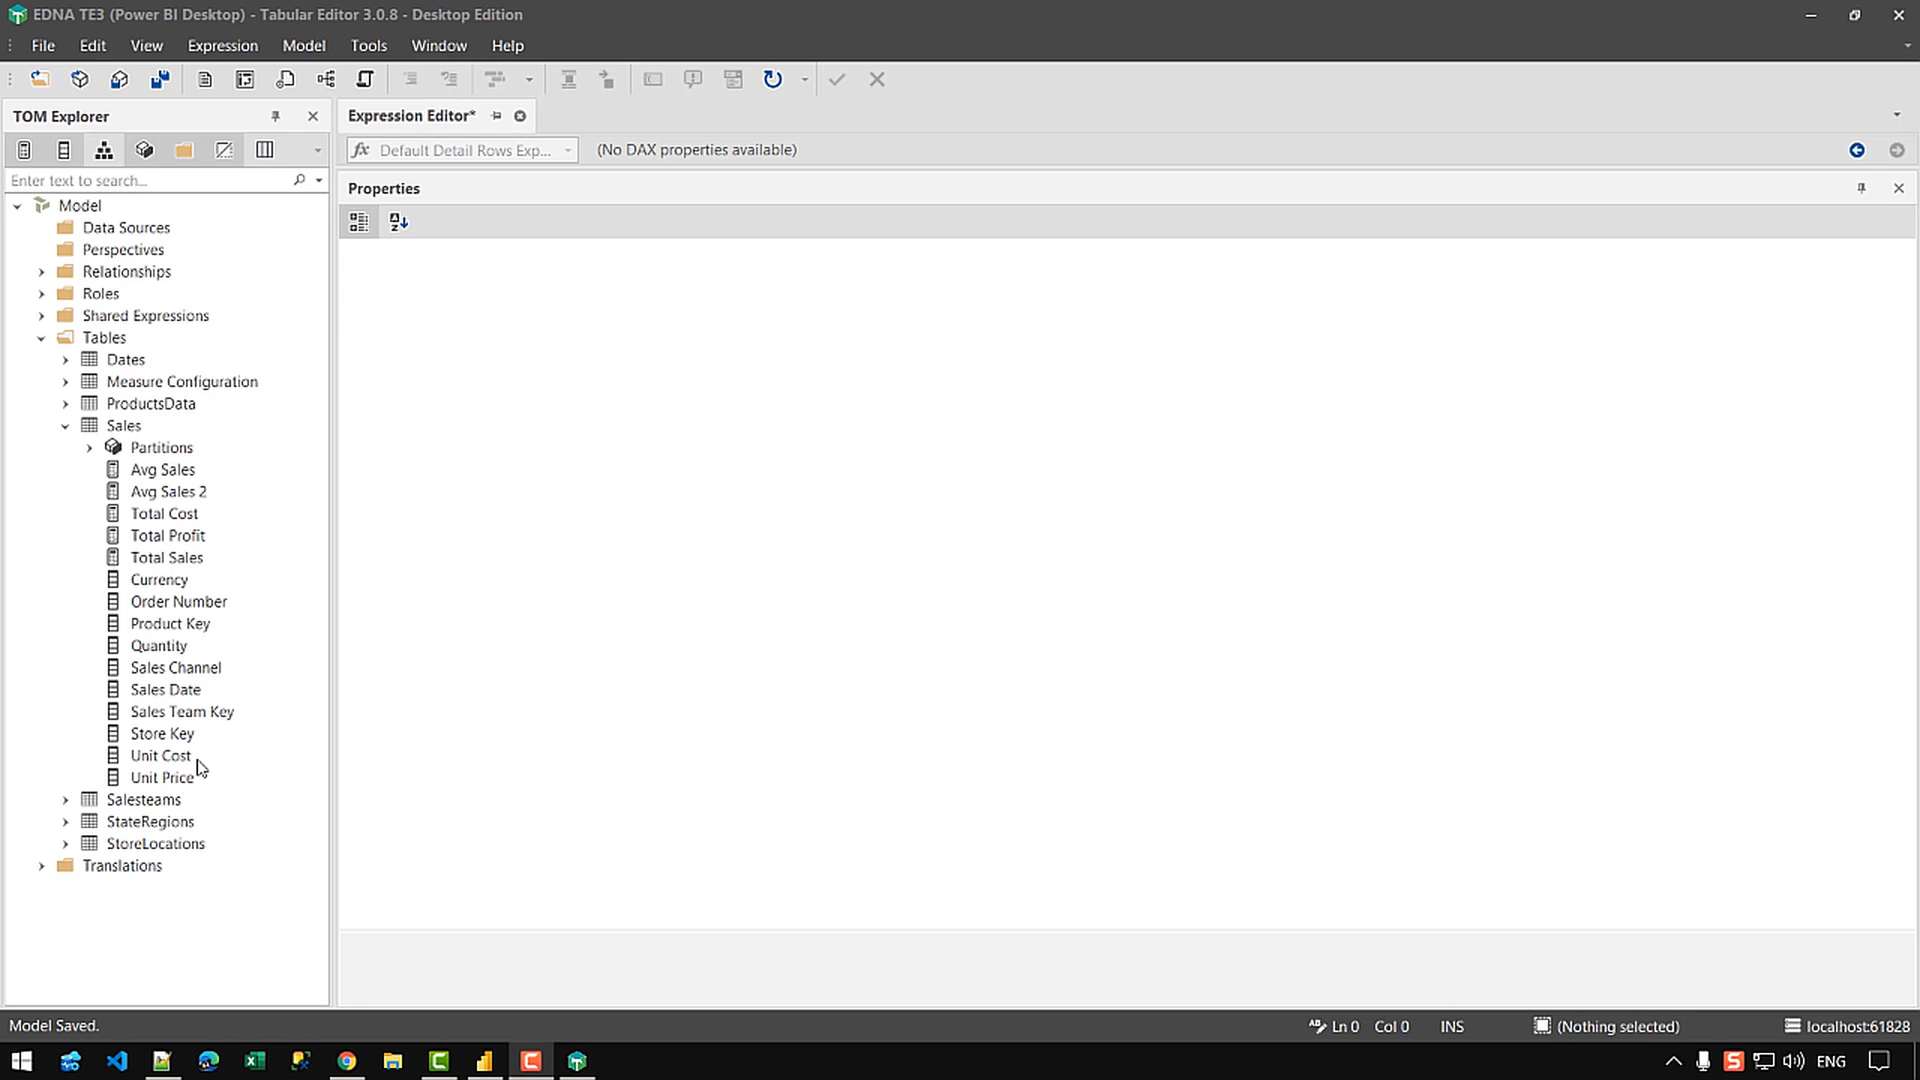 EDNA TE3 (Power BI Desktop) - Tabular Editor 3.0.8 - Desktop Edition
File Edit View Expression Model Tools Window Help
TOM Explorer
Expression Editor*
fx Default Detail Rows Exp... (No DAX properties available)
Enter text to search...
Properties
Model
Data Sources
Perspectives
Relationships
Roles
Shared Expressions
Tables
Dates
Measure Configuration
ProductsData
Sales
Partitions
Avg Sales
Avg Sales 2
Total Cost
Total Profit
Total Sales
Currency
Order Number
Product Key
Quantity
Sales Channel
Sales Date
Sales Team Key
Store Key
Unit Cost
Unit Price
Salesteams
StateRegions
StoreLocations
Translations
Model Saved. Ln 0 Col 0 INS (Nothing selected) localhost:61828
ENG